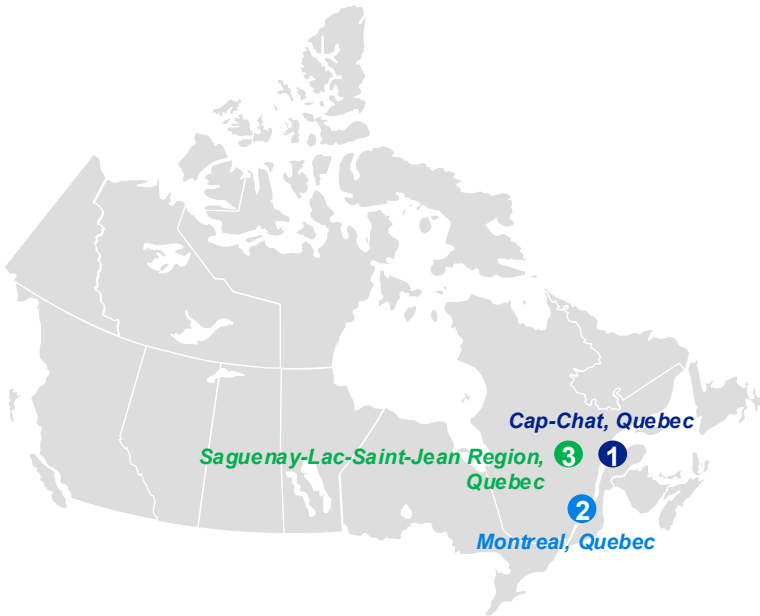 Cap-Chat, Quebec
Saguenay-Lac-Saint-Jean Region, 3 1
Quebec
2
Montreal, Quebec